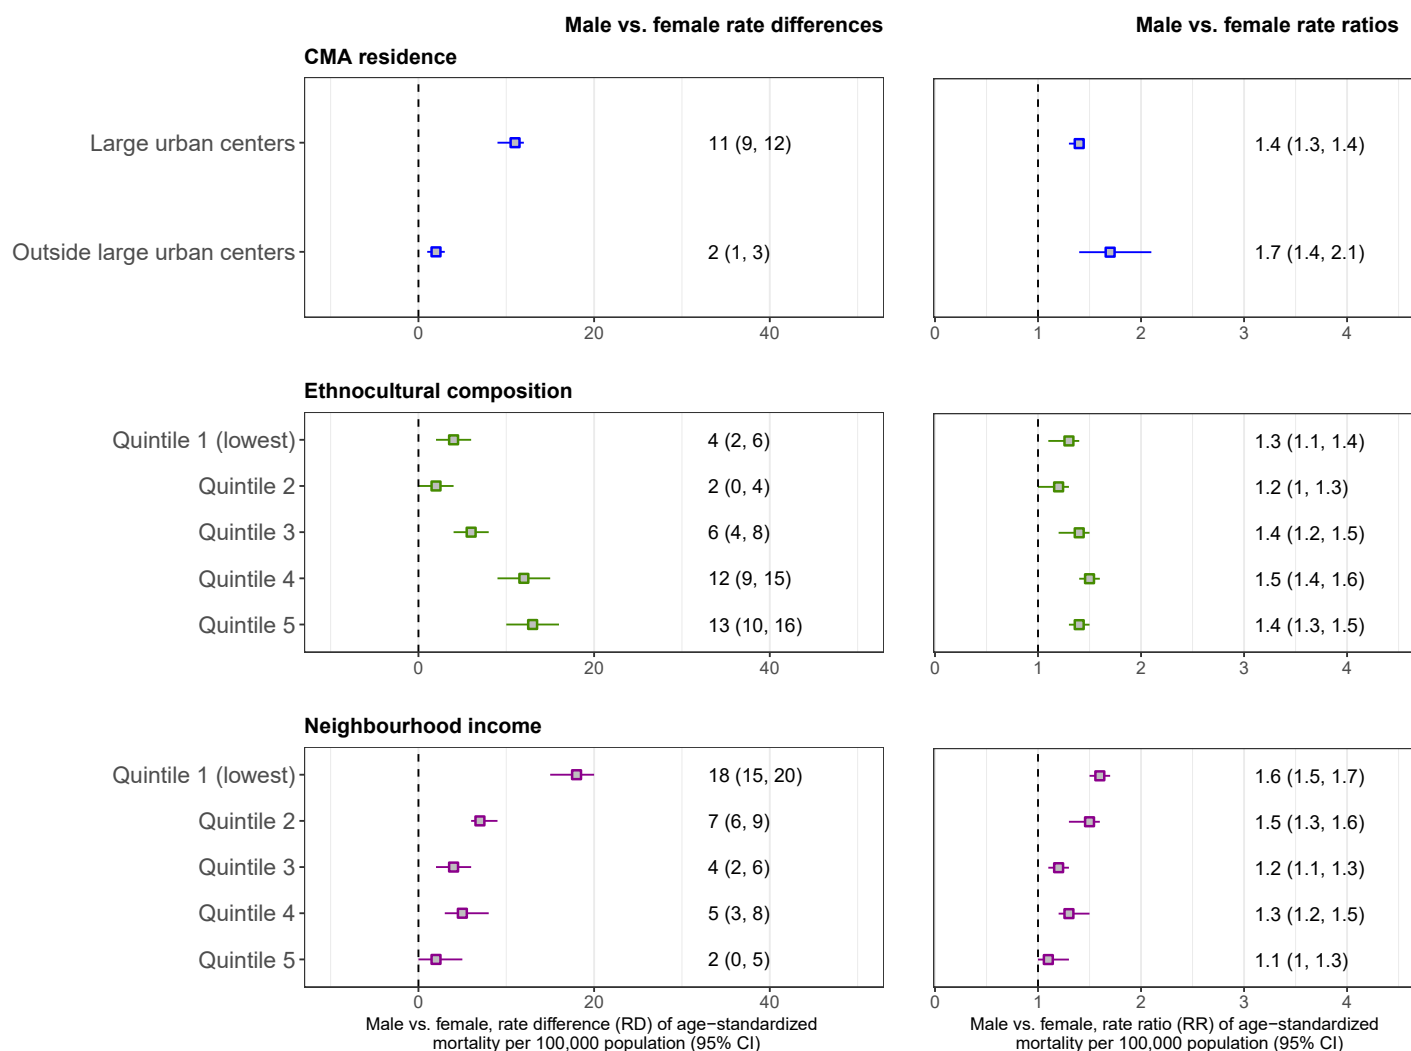 Male vs. female rate differences
Male vs. female rate ratios
CMA residence
Large urban centers
11 (9, 12)
1.4 (1.3, 1.4)
Outside large urban centers
2 (1, 3)
1.7 (1.4, 2.1)
0 20 40
0 1 2 3 4
Ethnocultural composition
Quintile 1 (lowest)
4 (2, 6)
1.3 (1.1, 1.4)
Quintile 2
2 (0, 4)
1.2 (1, 1.3)
Quintile 3
6 (4, 8)
1.4 (1.2, 1.5)
Quintile 4
12 (9, 15)
1.5 (1.4, 1.6)
Quintile 5
13 (10, 16)
1.4 (1.3, 1.5)
0 20 40
0 1 2 3 4
Neighbourhood income
Quintile 1 (lowest)
18 (15, 20)
1.6 (1.5, 1.7)
Quintile 2
7 (6, 9)
1.5 (1.3, 1.6)
Quintile 3
4 (2, 6)
1.2 (1.1, 1.3)
Quintile 4
5 (3, 8)
1.3 (1.2, 1.5)
Quintile 5
2 (0, 5)
1.1 (1, 1.3)
0 20 40
0 1 2 3 4
Male vs. female, rate difference (RD) of age−standardized
mortality per 100,000 population (95% CI)
Male vs. female, rate ratio (RR) of age−standardized
mortality per 100,000 population (95% CI)